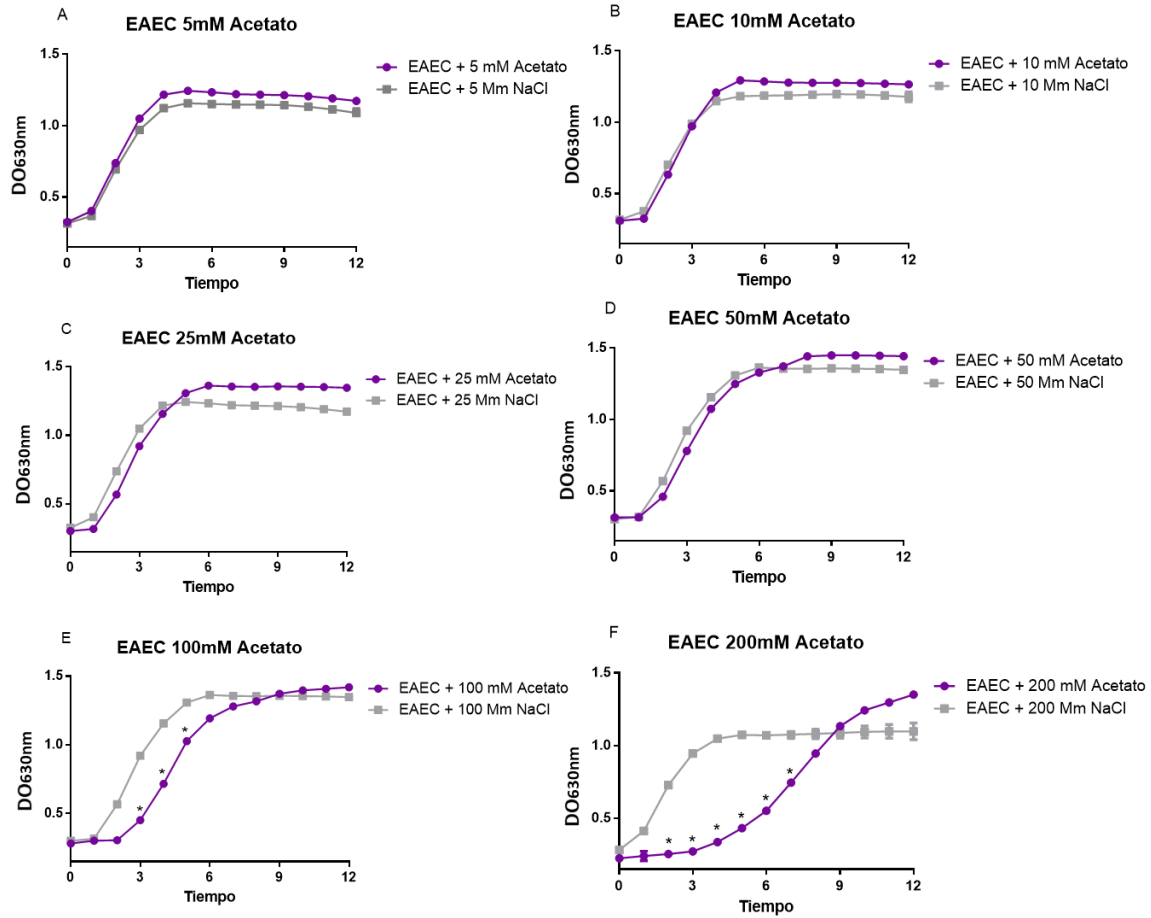 A
EAEC 5mM Acetato
1.5
1.0
0.5
DO630nm
0
3
6
9
12
Tiempo
EAEC + 5 mM Acetato
EAEC + 5 Mm NaCl
B
EAEC 10mM Acetato
1.5
1.0
0.5
DO630nm
0
3
6
9
12
Tiempo
EAEC + 10 mM Acetato
EAEC + 10 Mm NaCl
C
EAEC 25mM Acetato
1.5
1.0
0.5
DO630nm
0
3
6
9
12
Tiempo
EAEC + 25 mM Acetato
EAEC + 25 Mm NaCl
D
EAEC 50mM Acetato
1.5
1.0
0.5
DO630nm
0
3
6
9
12
Tiempo
EAEC + 50 mM Acetato
EAEC + 50 Mm NaCl
E
EAEC 100mM Acetato
1.5
1.0
0.5
DO630nm
* * *
0
3
6
9
12
Tiempo
EAEC + 100 mM Acetato
EAEC + 100 Mm NaCl
F
EAEC 200mM Acetato
1.5
1.0
0.5
DO630nm
* * * * * *
0
3
6
9
12
Tiempo
EAEC + 200 mM Acetato
EAEC + 200 Mm NaCl